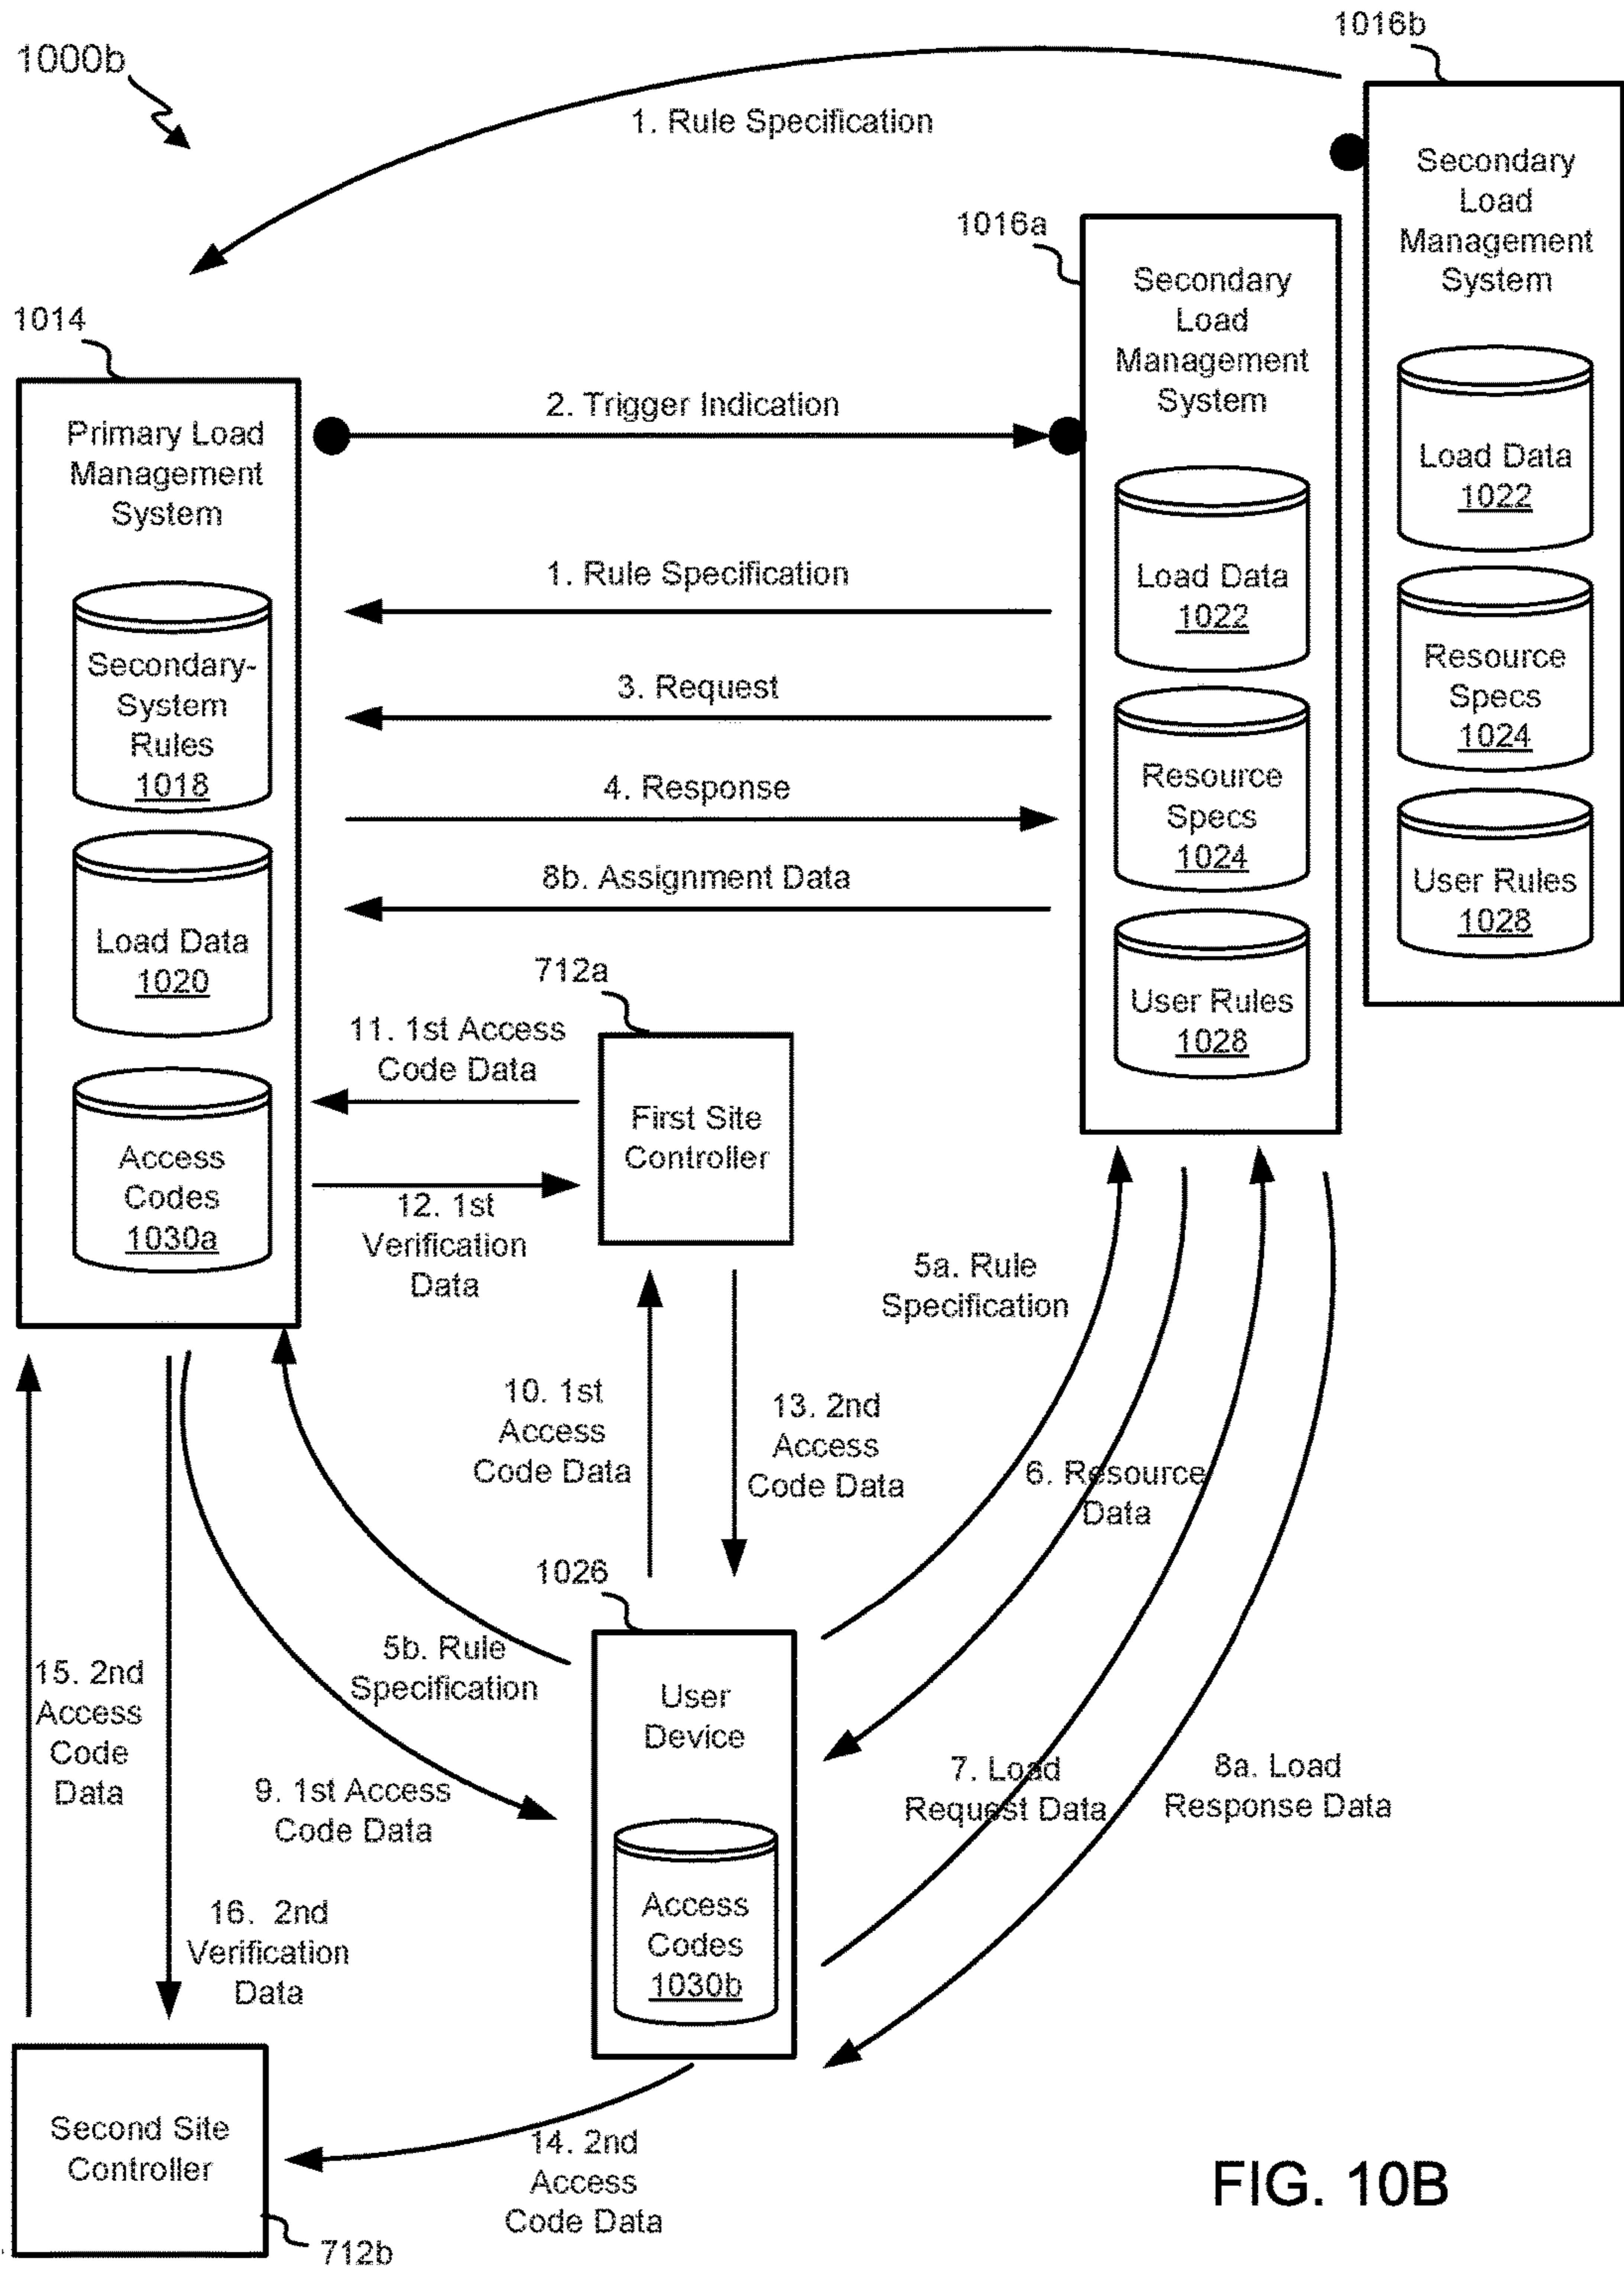 1000b
1016b
1. Rule Specification
Secondary
Load
Management
System
Load Data
1022
Resource
Specs
1024
User Rules
1028
1016a
Secondary
Load
Management
System
Load Data
1022
Resource
Specs
1024
User Rules
1028
1014
Primary Load
Management
System
Secondary-
System
Rules
1018
Load Data
1020
Access
Codes
1030a
2. Trigger Indication
1. Rule Specification
3. Request
4. Response
8b. Assignment Data
712a
First Site
Controller
11. 1st Access
Code Data
12. 1st
Verification
Data
10. 1st
Access
Code Data
13. 2nd
Access
Code Data
5a. Rule
Specification
6. Resource
Data
7. Load
Request Data
8a. Load
Response Data
1026
User
Device
Access
Codes
1030b
5b. Rule
Specification
9. 1st Access
Code Data
15. 2nd
Access
Code
Data
16. 2nd
Verification
Data
14. 2nd
Access
Code Data
Second Site
Controller
712b
FIG. 10B